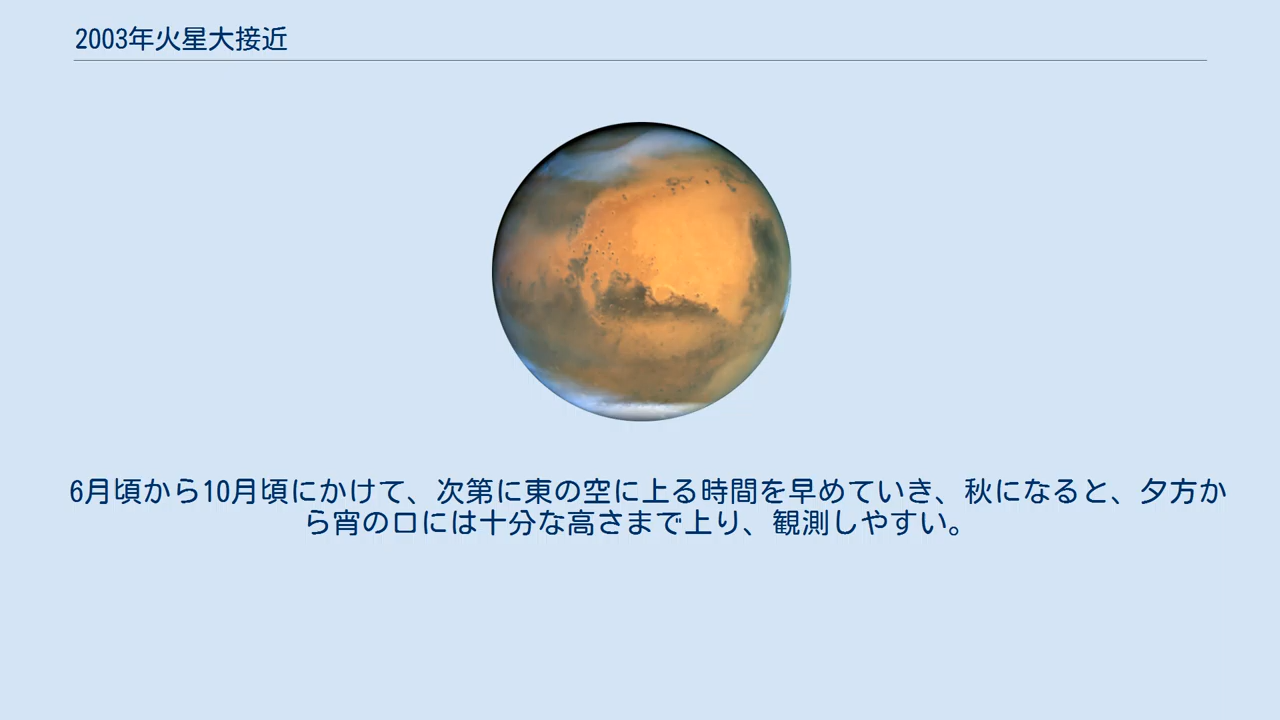 2003年火星大接近
6月頃から10月頃にかけて、次第に東の空に上る時間を早めていき、秋になると、夕方か
ら宵の口には十分な高さまで上り、観測しやすい。